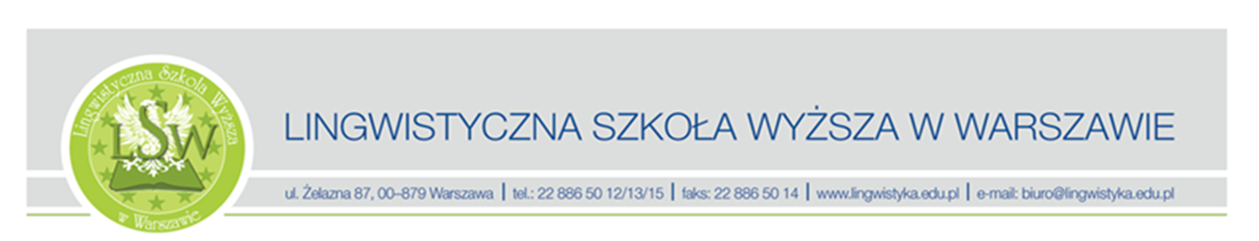 Lingwistyczna Szkoła Wyższa
LSW
w Warszawie
LINGWISTYCZNA SZKOŁA WYŻSZA W WARSZAWIE
ul. Żelazna 87, 00–879 Warszawa | tel.: 22 886 50 12/13/15 | faks: 22 886 50 14 | www.lingwistyka.edu.pl | e-mail: biuro@lingwistyka.edu.pl